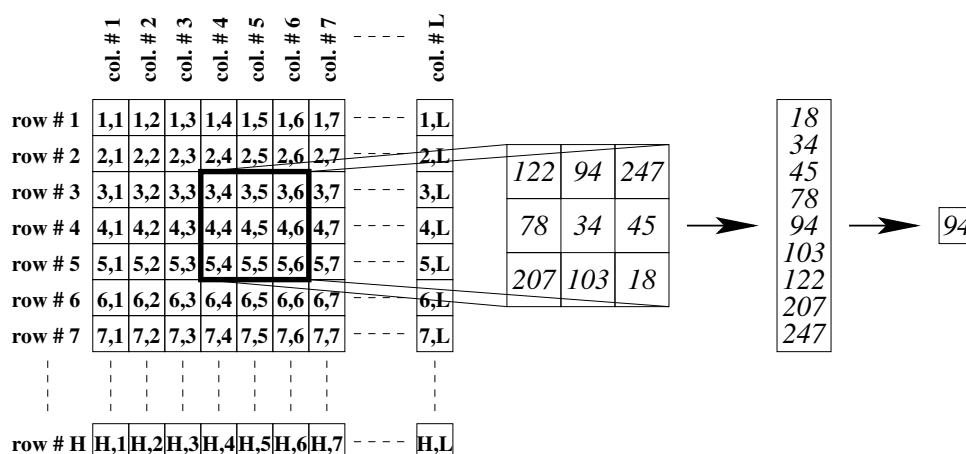 col. # 1 col. # 2 col. # 3 col. # 4 col. # 5 col. # 6 col. # 7 col. # L
row # 1 1,1 1,2 1,3 1,4 1,5 1,6 1,7 1,L
row # 2 2,1 2,2 2,3 2,4 2,5 2,6 2,7 2,L
row # 3 3,1 3,2 3,3 3,4 3,5 3,6 3,7 3,L
row # 4 4,1 4,2 4,3 4,4 4,5 4,6 4,7 4,L
row # 5 5,1 5,2 5,3 5,4 5,5 5,6 5,7 5,L
row # 6 6,1 6,2 6,3 6,4 6,5 6,6 6,7 6,L
row # 7 7,1 7,2 7,3 7,4 7,5 7,6 7,7 7,L
row # H H,1 H,2 H,3 H,4 H,5 H,6 H,7 H,L
122 94 247
78 34 45
207 103 18
18
34
45
78
94
103
122
207
247
94